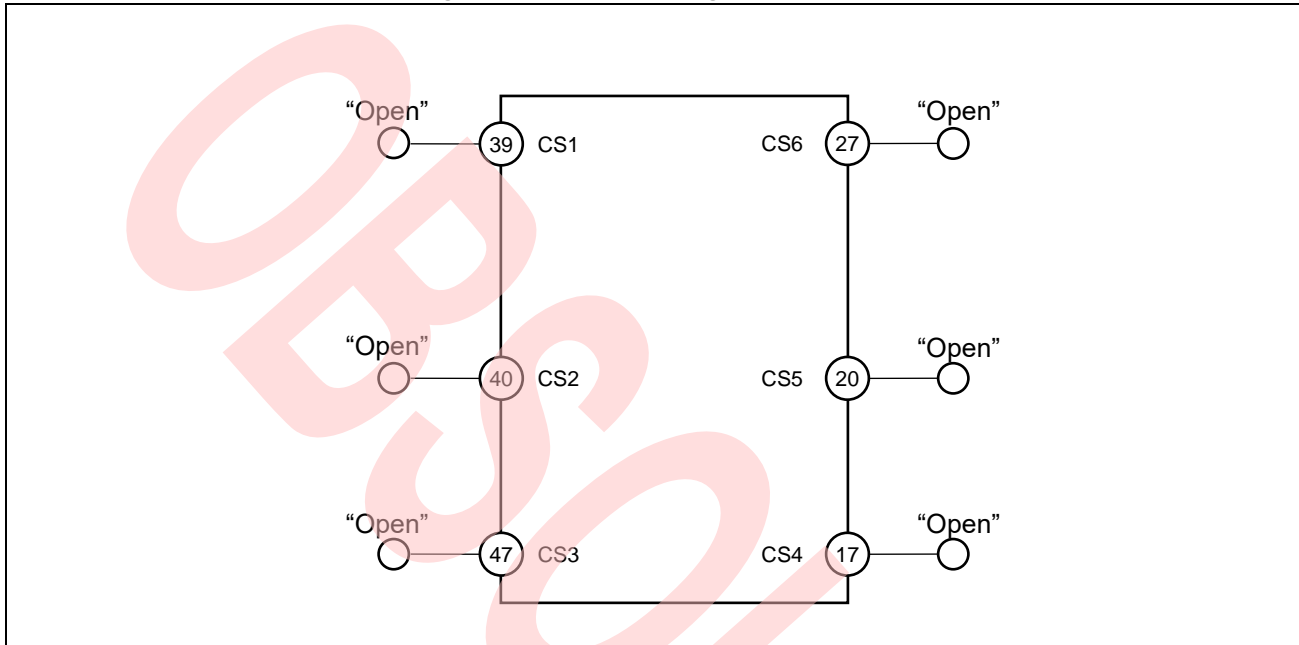 “Open”
39 CS1
CS6 27
“Open”
“Open”
40 CS2
CS5 20
“Open”
“Open”
47 CS3
CS4 17
“Open”
OBSOL